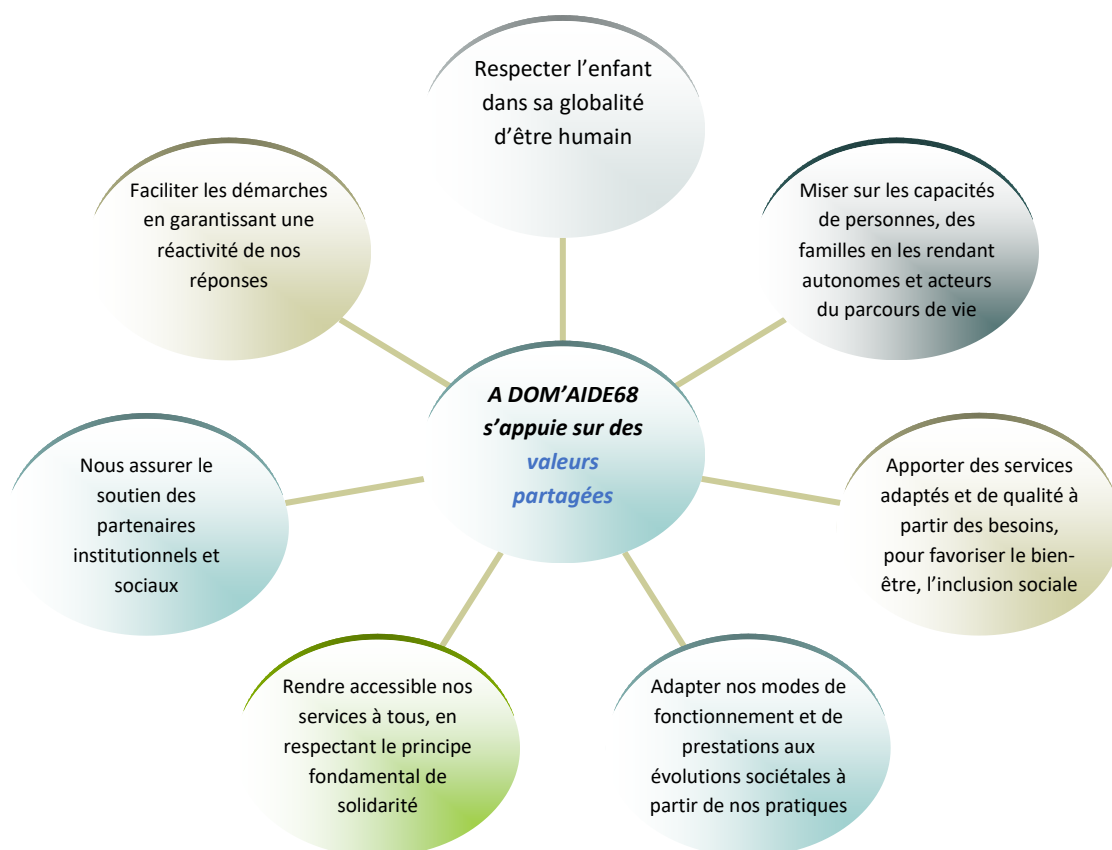 Respecter l’enfant
dans sa globalité
d’être humain
Miser sur les capacités
de personnes, des
familles en les rendant
autonomes et acteurs
du parcours de vie
Apporter des services
adaptés et de qualité à
partir des besoins,
pour favoriser le bien-
être, l’inclusion sociale
Adapter nos modes de
fonctionnement et de
prestations aux
évolutions sociétales à
partir de nos pratiques
Rendre accessible nos
services à tous, en
respectant le principe
fondamental de
solidarité
Nous assurer le
soutien des
partenaires
institutionnels et
sociaux
Faciliter les démarches
en garantissant une
réactivité de nos
réponses
A DOM’AIDE68
s’appuie sur des
valeurs
partagées